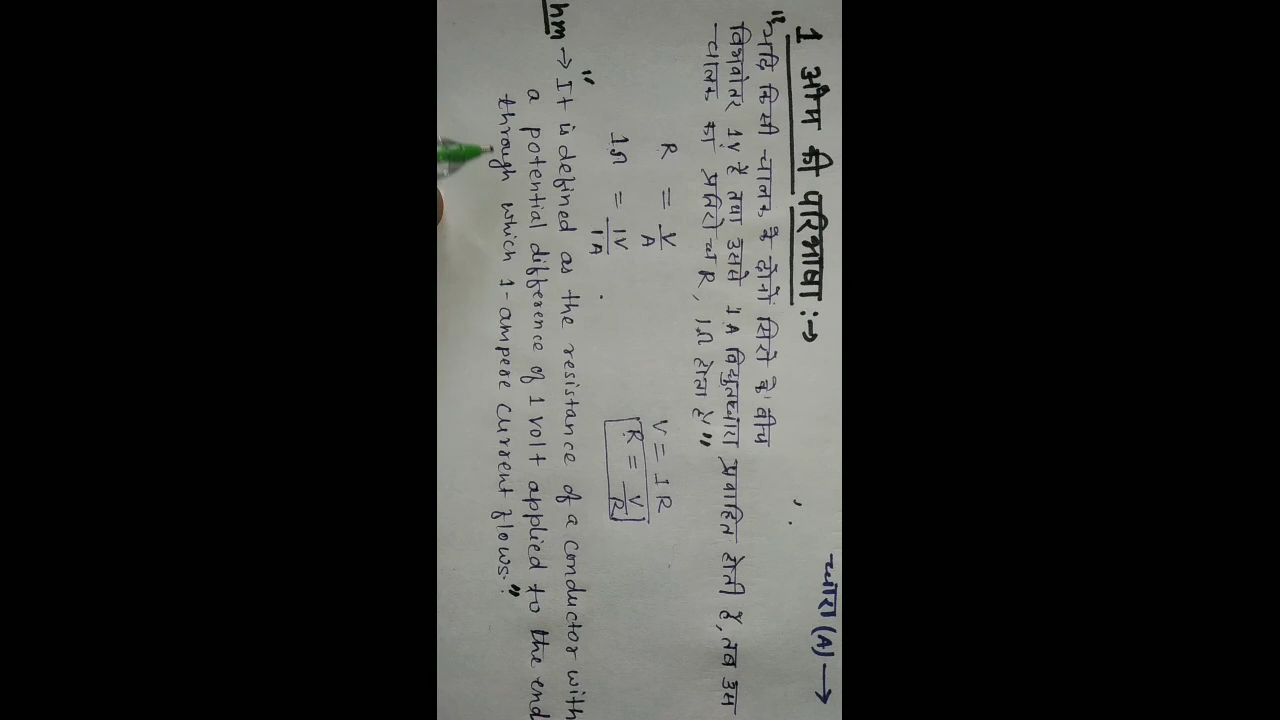 धारा (A) →
1 ओम की परिभाषा :→
"यदि किसी चालक के दोनों सिरों के बीच
विभवांतर 1V है तथा उससे 1A विद्युतधारा प्रवाहित होती है, तब उस
चालक का प्रतिरोध R, 1Ω होता है"
R = V/A V = IR
1Ω = 1V/1A R = V/R
hm → "It is defined as the resistance of a conductor with
a potential difference of 1 volt applied to the end
through which 1-ampere current flows."